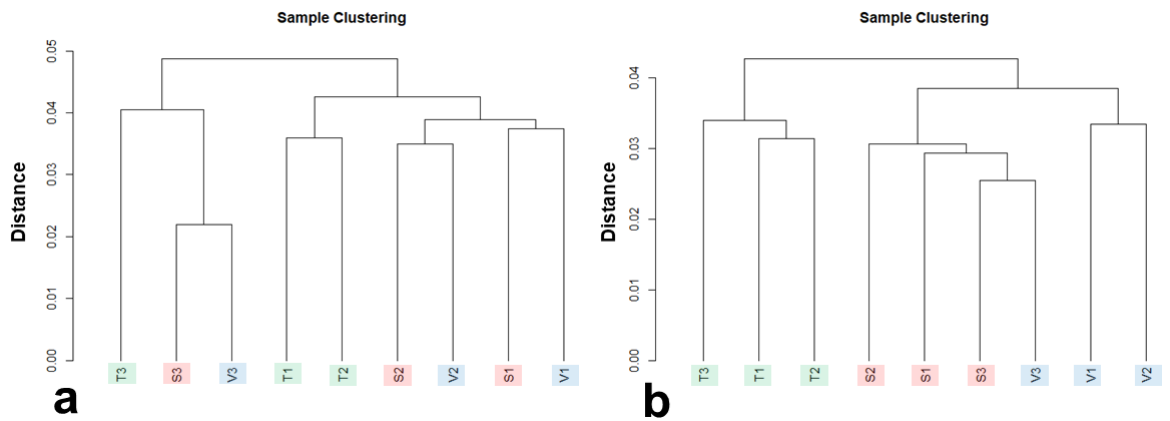 Sample Clustering
Distance
0.05
0.04
0.03
0.02
0.01
0.00
T3 S3 V3 T1 T2 S2 V2 S1 V1
a
Sample Clustering
Distance
0.04
0.03
0.02
0.01
0.00
T3 T1 T2 S2 S1 S3 V3 V1 V2
b